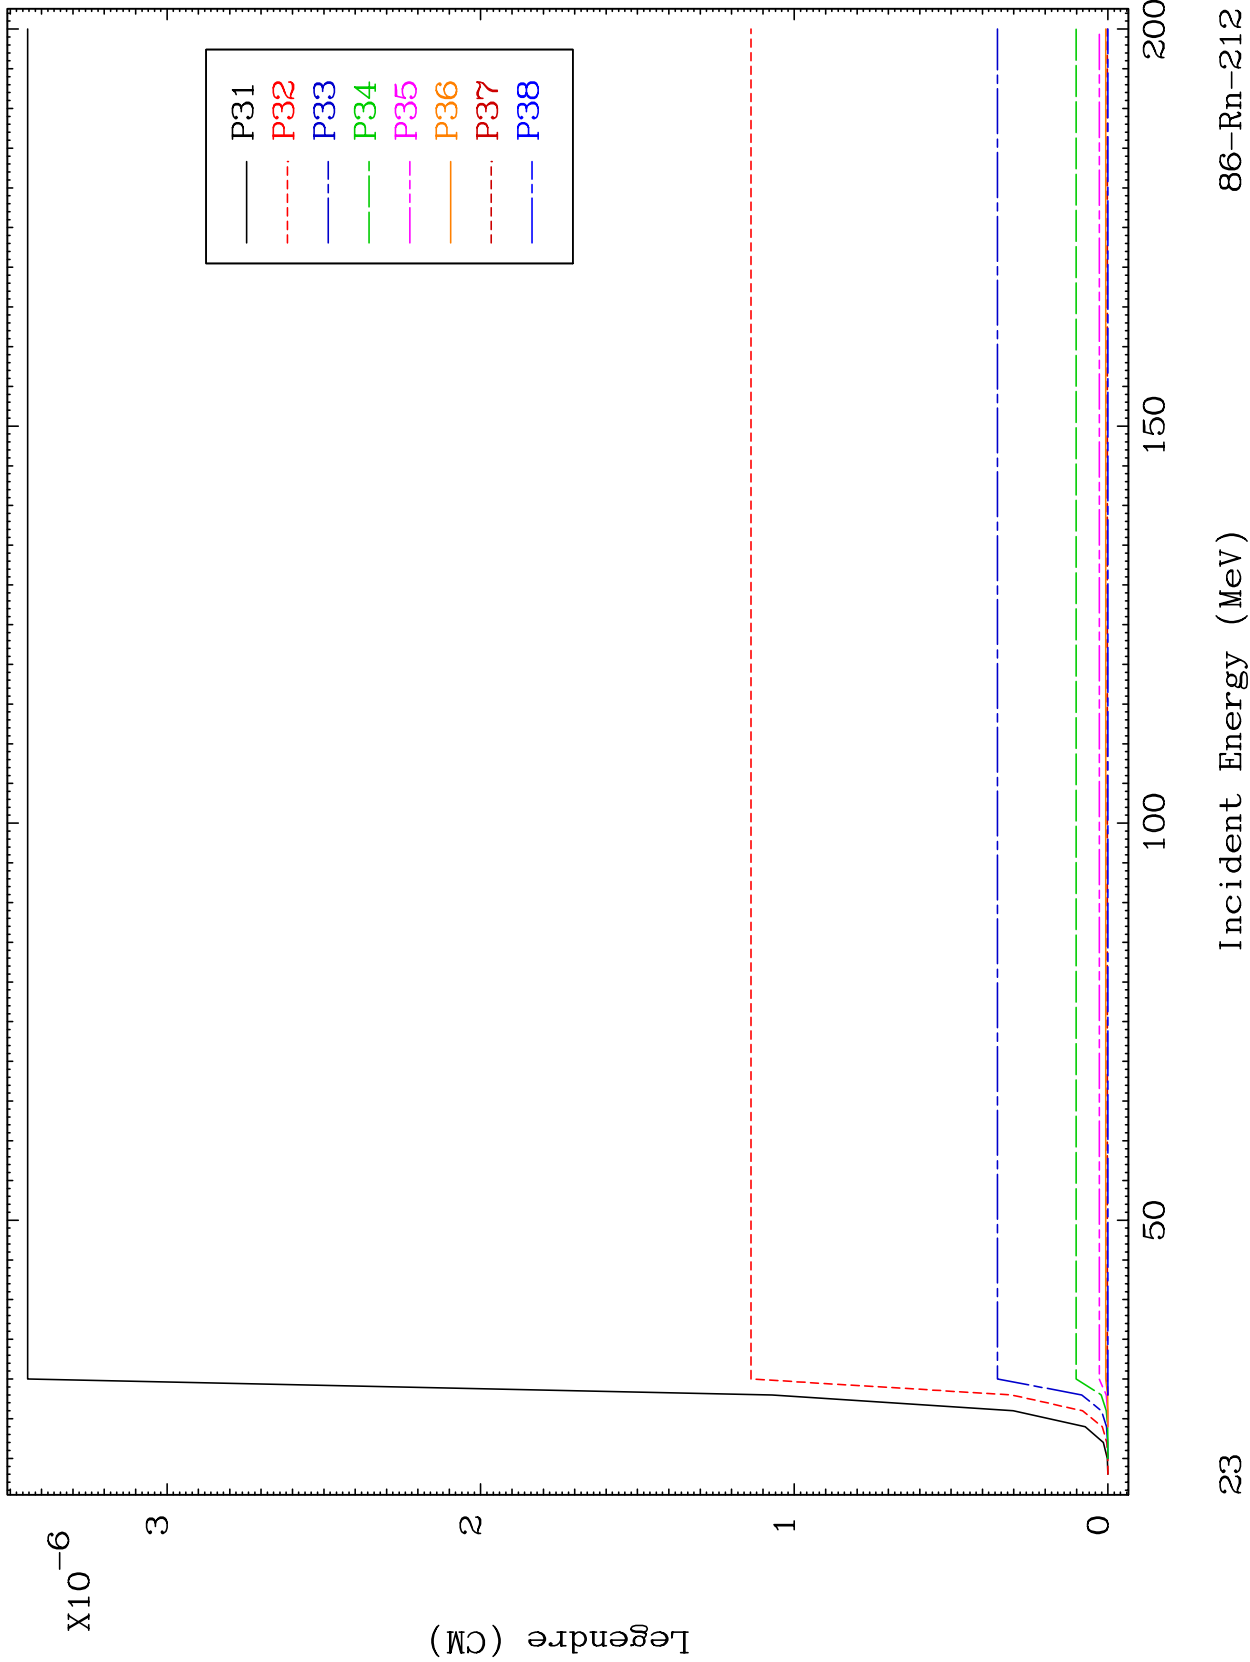 X10^-6
3
2
1
0
Legendre (CM)
P31
P32
P33
P34
P35
P36
P37
P38
50
100
150
200
Incident Energy (MeV)
23
86-Rn-212